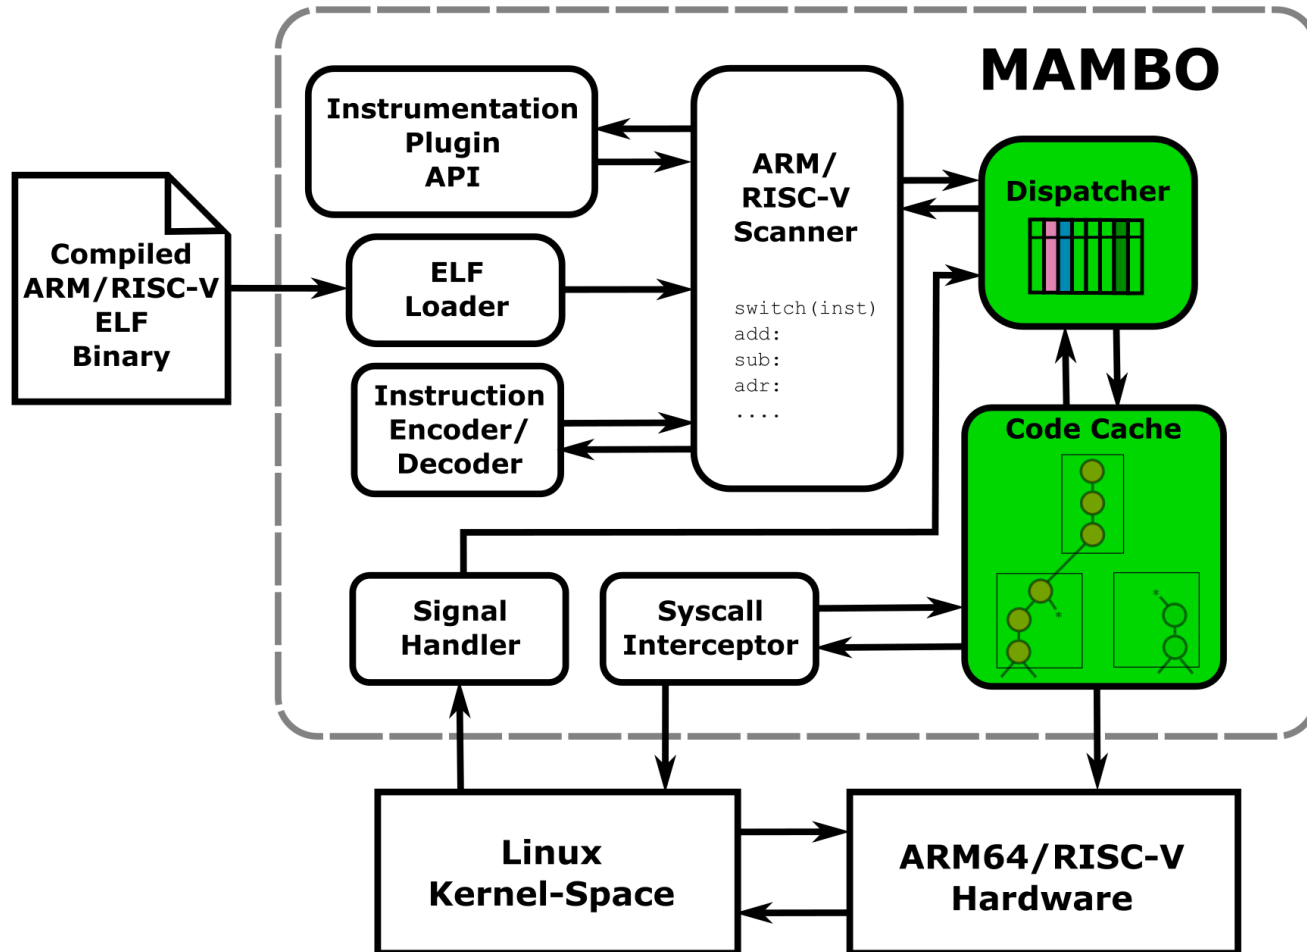 MAMBO
Instrumentation
Plugin
API
ARM/
RISC-V
Scanner
switch(inst)
add:
sub:
adr:
....
Dispatcher
Compiled
ARM/RISC-V
ELF
Binary
ELF
Loader
Instruction
Encoder/
Decoder
Code Cache
*
*
Signal
Handler
Syscall
Interceptor
Linux
Kernel-Space
ARM64/RISC-V
Hardware